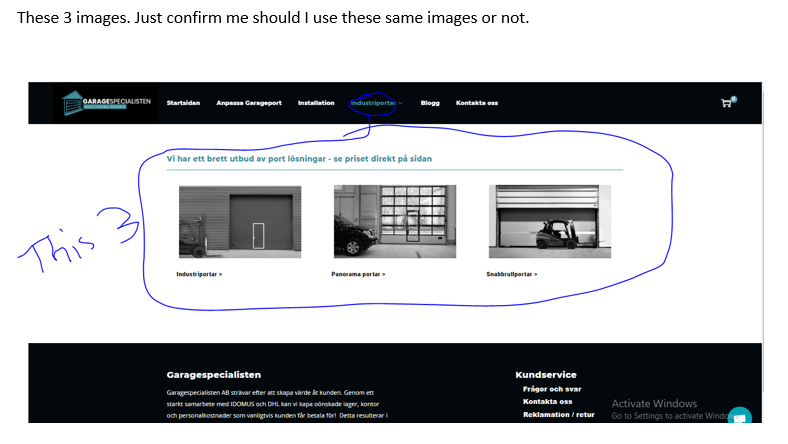 These 3 images. Just confirm me should I use these same images or not.
GARAGESPECIALISTEN
Startsidan Anpassa Garageport Installation Industriportar Blogg Kontakta oss 0
Vi har ett brett utbud av port lösningar - se priset direkt på sidan
This 3
5
Industriportar > Panorama portar > Snabbrullportar >
Garagespecialisten Kundservice
Frågor och svar
Garagespecialisten AB strävar efter att skapa värde åt kunden. Genom ett
Kontakta oss
starkt samarbete med IDOMUS och DHL kan vi kapa oönskade lager, kontor
Activate Windows
och personalkostnader som vanligtvis kunden får betala för! Detta resulterar i
Reklamation / retur Go to Settings to activate Windo